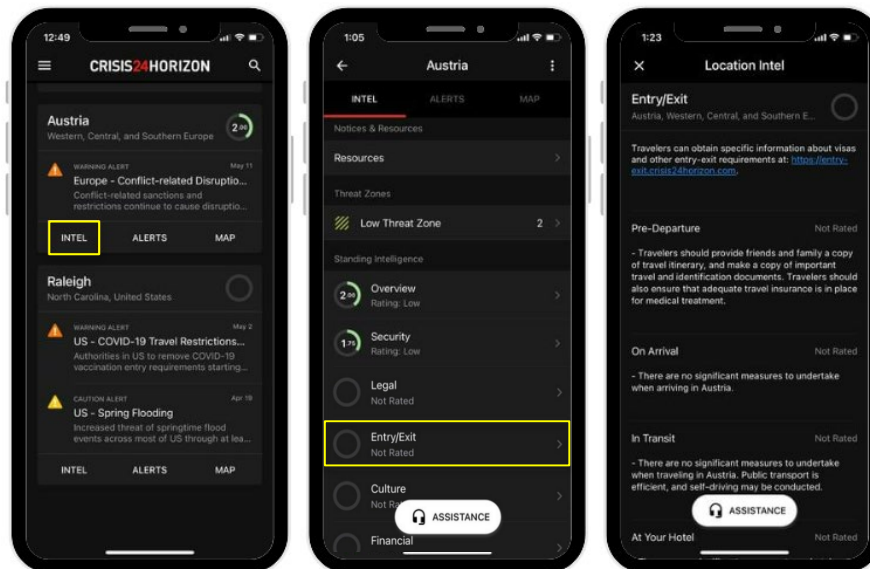 12:49
CRISIS24HORIZON
Austria
Western, Central, and Southern Europe
2.00
WARNING ALERT
May 11
Europe - Conflict-related Disruptio...
Conflict-related sanctions and
restrictions continue to cause disruptio...
INTEL
ALERTS
MAP
Raleigh
North Carolina, United States
WARNING ALERT
May 2
US - COVID-19 Travel Restrictions...
Authorities in US to remove COVID-19
vaccination entry requirements starting...
CAUTION ALERT
Apr 19
US - Spring Flooding
Increased threat of springtime flood
events across most of US through at lea...
INTEL
ALERTS
MAP
1:05
Austria
INTEL
ALERTS
MAP
Notices & Resources
Resources
Threat Zones
Low Threat Zone
2
Standing Intelligence
2.00
Overview
Rating: Low
1.75
Security
Rating: Low
Legal
Not Rated
Entry/Exit
Not Rated
Culture
Not Ra
ASSISTANCE
Financial
1:23
Location Intel
Entry/Exit
Austria, Western, Central, and Southern E...
Travelers can obtain specific information about visas
and other entry-exit requirements at: https://entry-
exit.crisis24horizon.com.
Pre-Departure
Not Rated
- Travelers should provide friends and family a copy
of travel itinerary, and make a copy of important
travel and identification documents. Travelers should
also ensure that adequate travel insurance is in place
for medical treatment.
On Arrival
Not Rated
- There are no significant measures to undertake
when arriving in Austria.
In Transit
Not Rated
- There are no significant measures to undertake
when traveling in Austria. Public transport is
efficient, and self-driving may be conducted.
ASSISTANCE
At Your Hotel
Not Rated